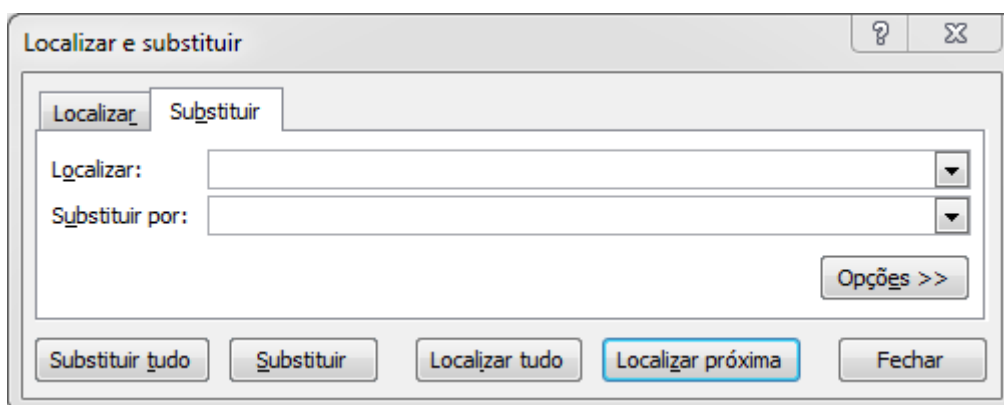 Localizar e substituir
Localizar Substituir
Localizar:
Substituir por:
Opções >>
Substituir tudo Substituir Localizar tudo Localizar próxima Fechar